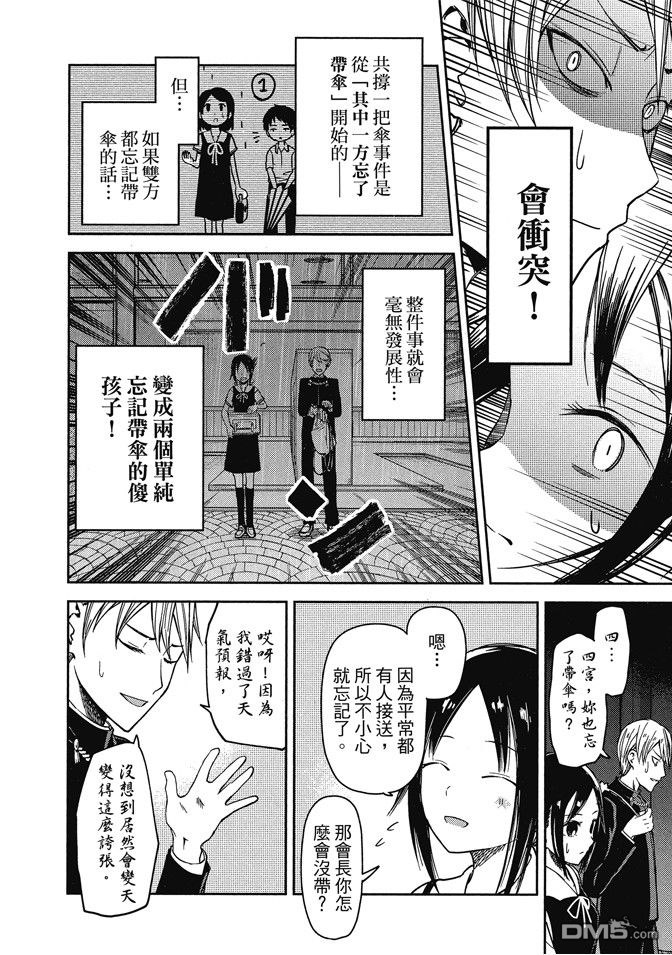 會衝突！
共撐一把傘事件是
從「其中一方忘了
帶傘」開始的——
①
但…
如果雙方
都忘記帶
傘的話…
整件事就會
毫無發展性…
變成兩個單純
忘記帶傘的傻
孩子！
四…
四宮，妳也忘
了帶傘嗎？
嗯…
因為平常都
有人接送，
所以不小心
就忘記了。
那會長你怎
麼會沒帶？
哎呀！因為
我錯過了天
氣預報，
沒想到居然會變天
變得這麼誇張。
DM5.com